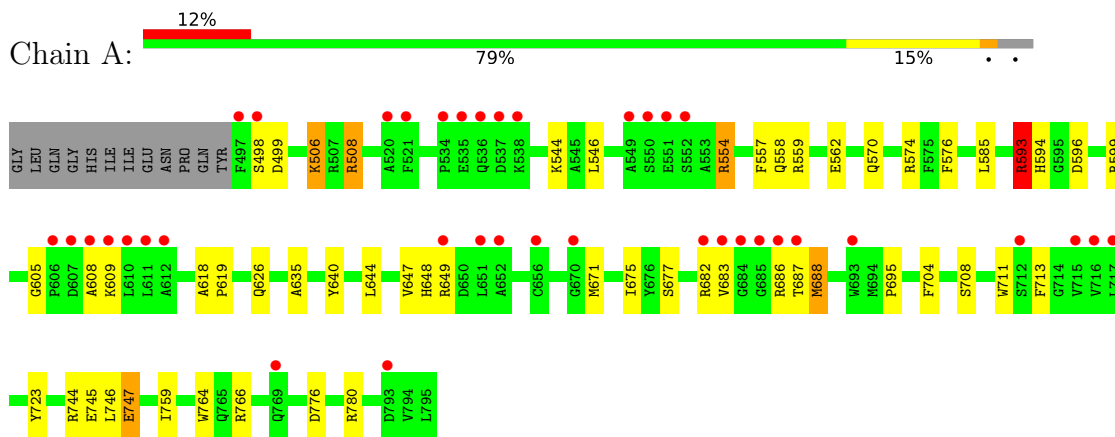 12%
Chain A:
79% 15% • •
GLY LEU GLN GLY HIS ILE ILE GLU ASN PRO GLN TYR F497 S498 D499 K506 R507 R508 A520 F521 P534 E535 Q536 D537 K538 K544 A545 L546 A549 S550 E551 S552 A553 R554 F557 Q558 R559 E562 Q570 R574 F575 F576 L585 R593 H594 G595 D596
G605 P606 D607 A608 K609 L610 L611 A612 A618 P619 Q626 A635 Y640 L644 V647 H648 R649 D650 L651 A652 C656 G670 M671 I675 Y676 S677 R682 V683 G684 G685 R686 T687 M688 W693 M694 P695 F704 S708 W711 S712 F713 G714 V715 V716
Y723 R744 E745 L746 E747 I759 W764 Q765 R766 Q769 D776 R780 D793 V794 L795